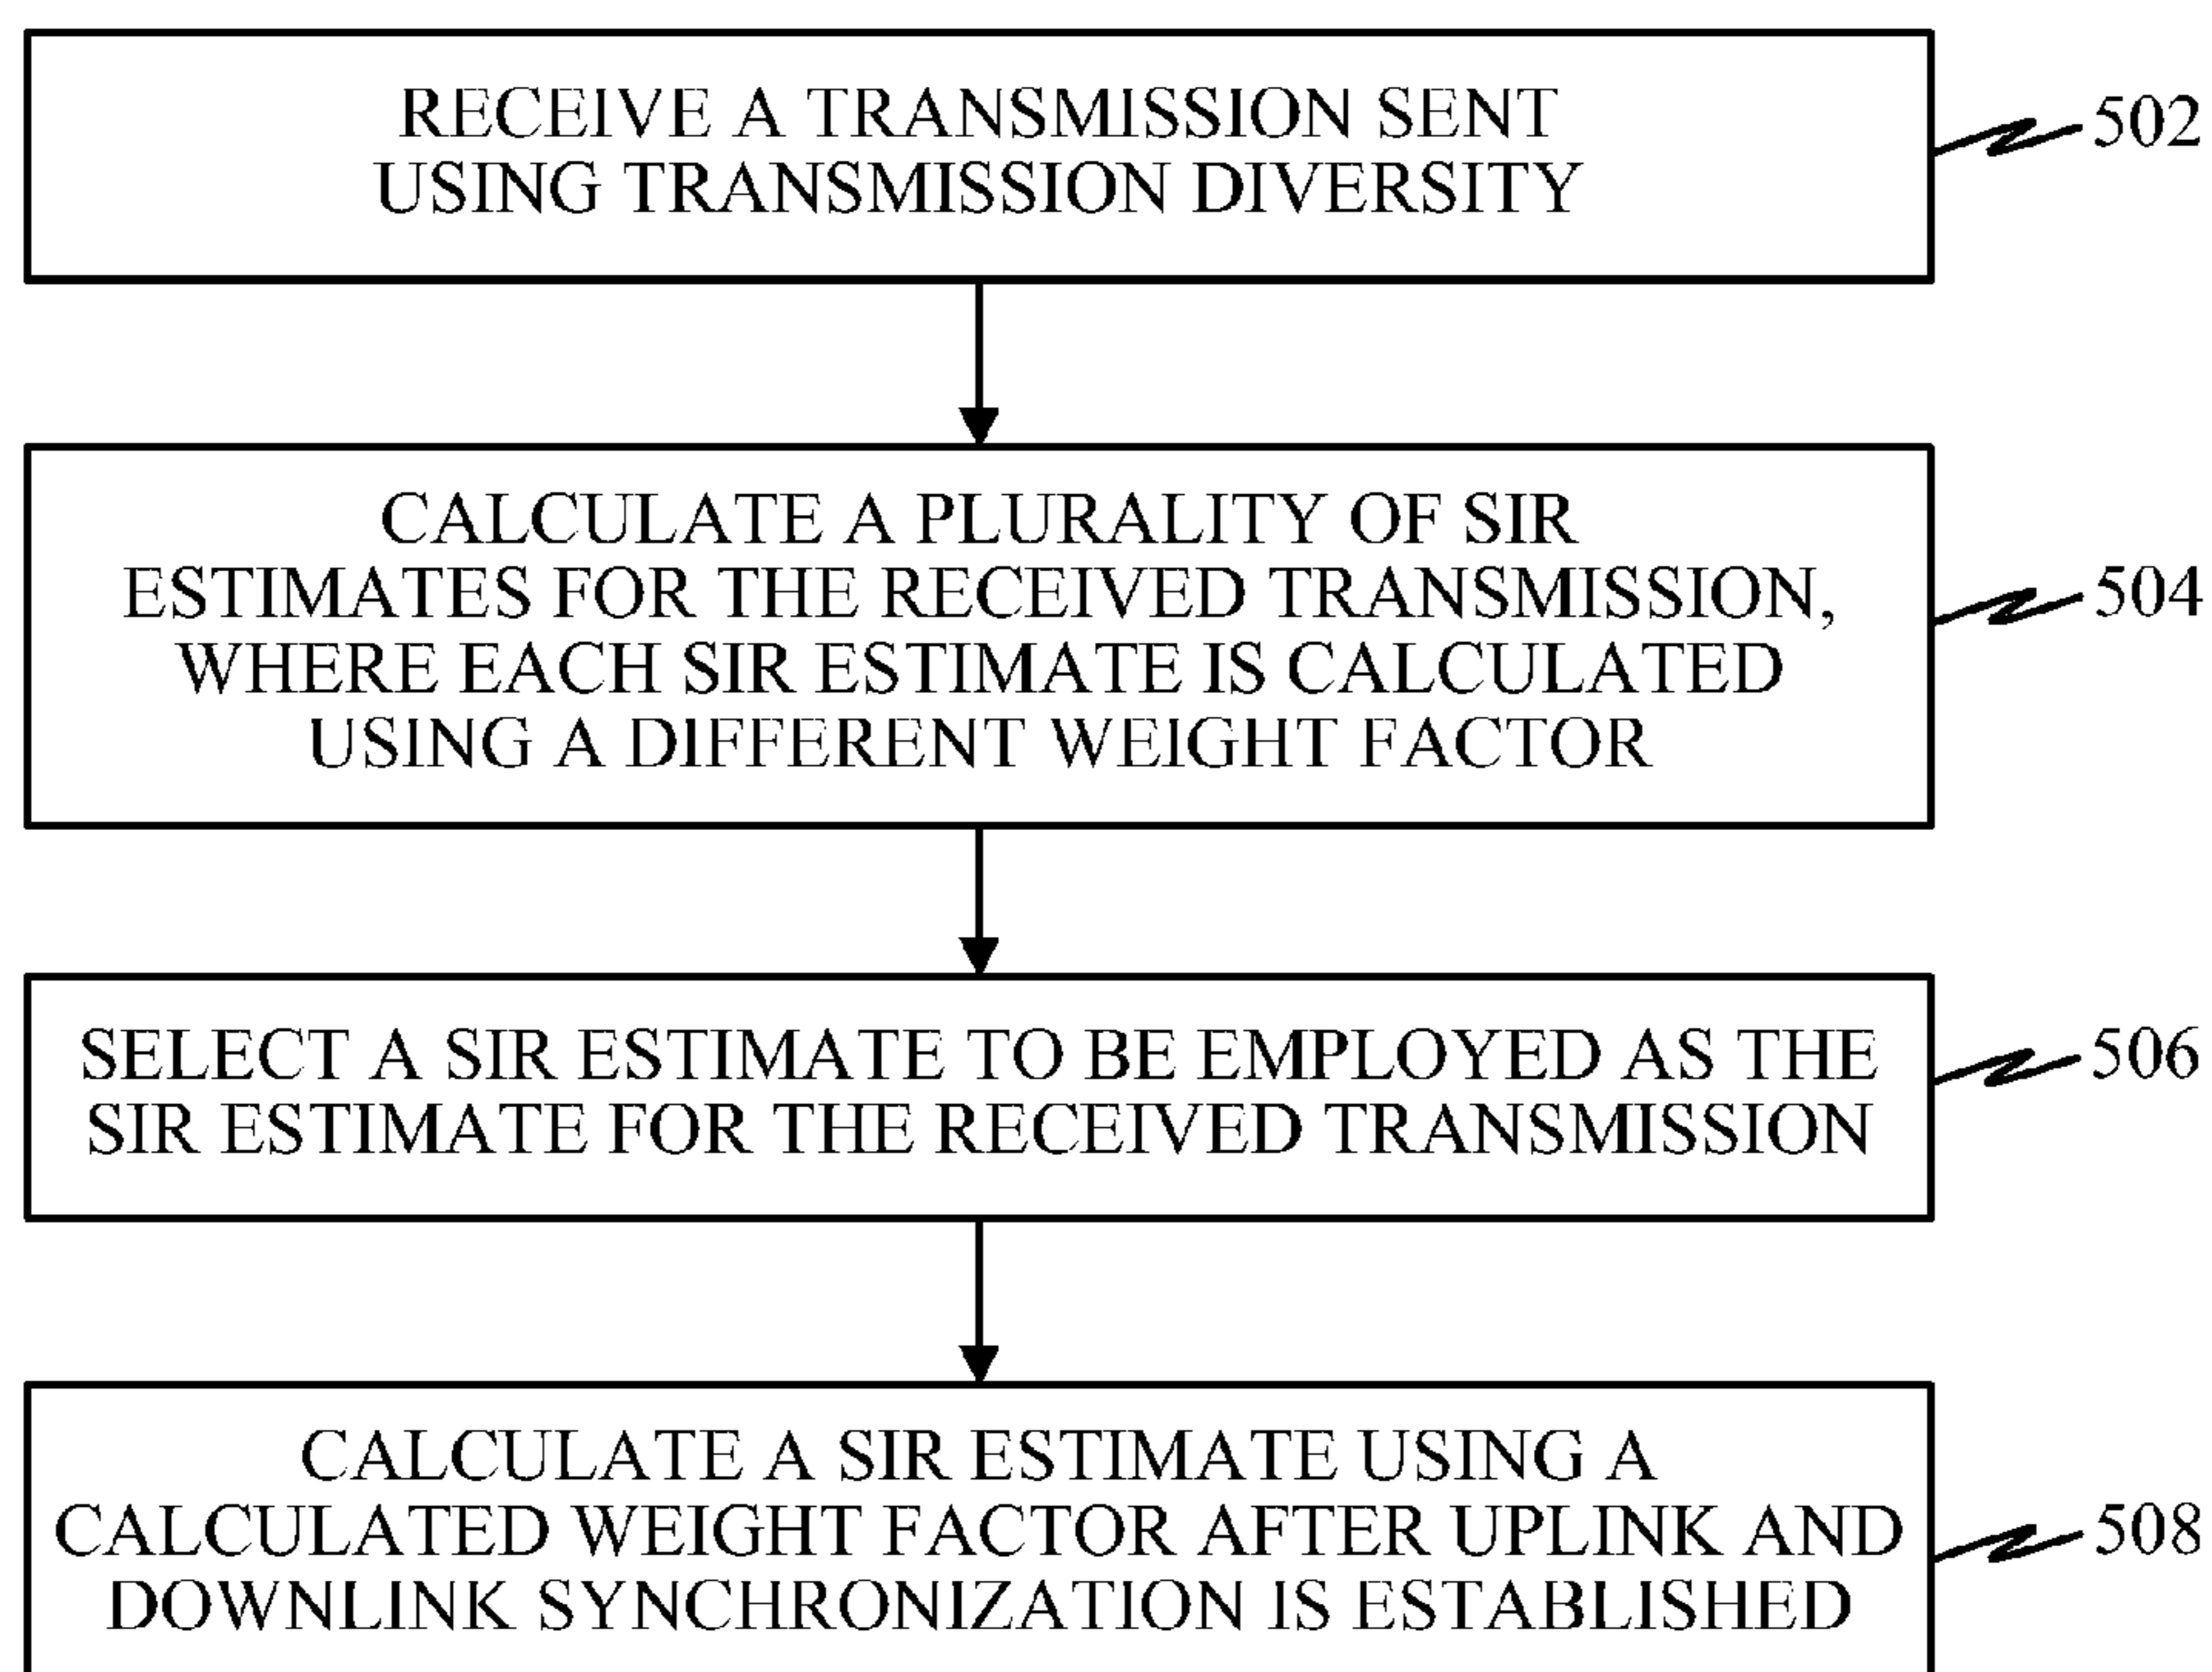 RECEIVE A TRANSMISSION SENT
USING TRANSMISSION DIVERSITY
502
CALCULATE A PLURALITY OF SIR
ESTIMATES FOR THE RECEIVED TRANSMISSION,
WHERE EACH SIR ESTIMATE IS CALCULATED
USING A DIFFERENT WEIGHT FACTOR
504
SELECT A SIR ESTIMATE TO BE EMPLOYED AS THE
SIR ESTIMATE FOR THE RECEIVED TRANSMISSION
506
CALCULATE A SIR ESTIMATE USING A
CALCULATED WEIGHT FACTOR AFTER UPLINK AND
DOWNLINK SYNCHRONIZATION IS ESTABLISHED
508